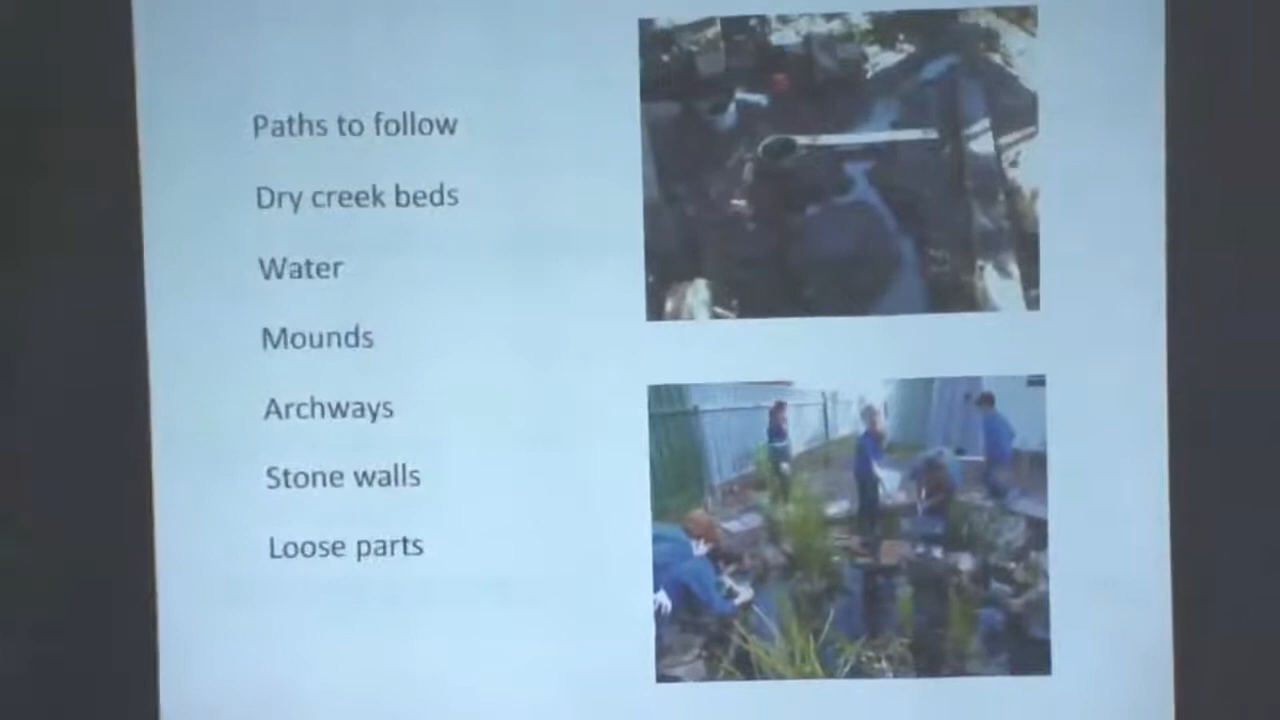 Paths to follow
Dry creek beds
Water
Mounds
Archways
Stone walls
Loose parts